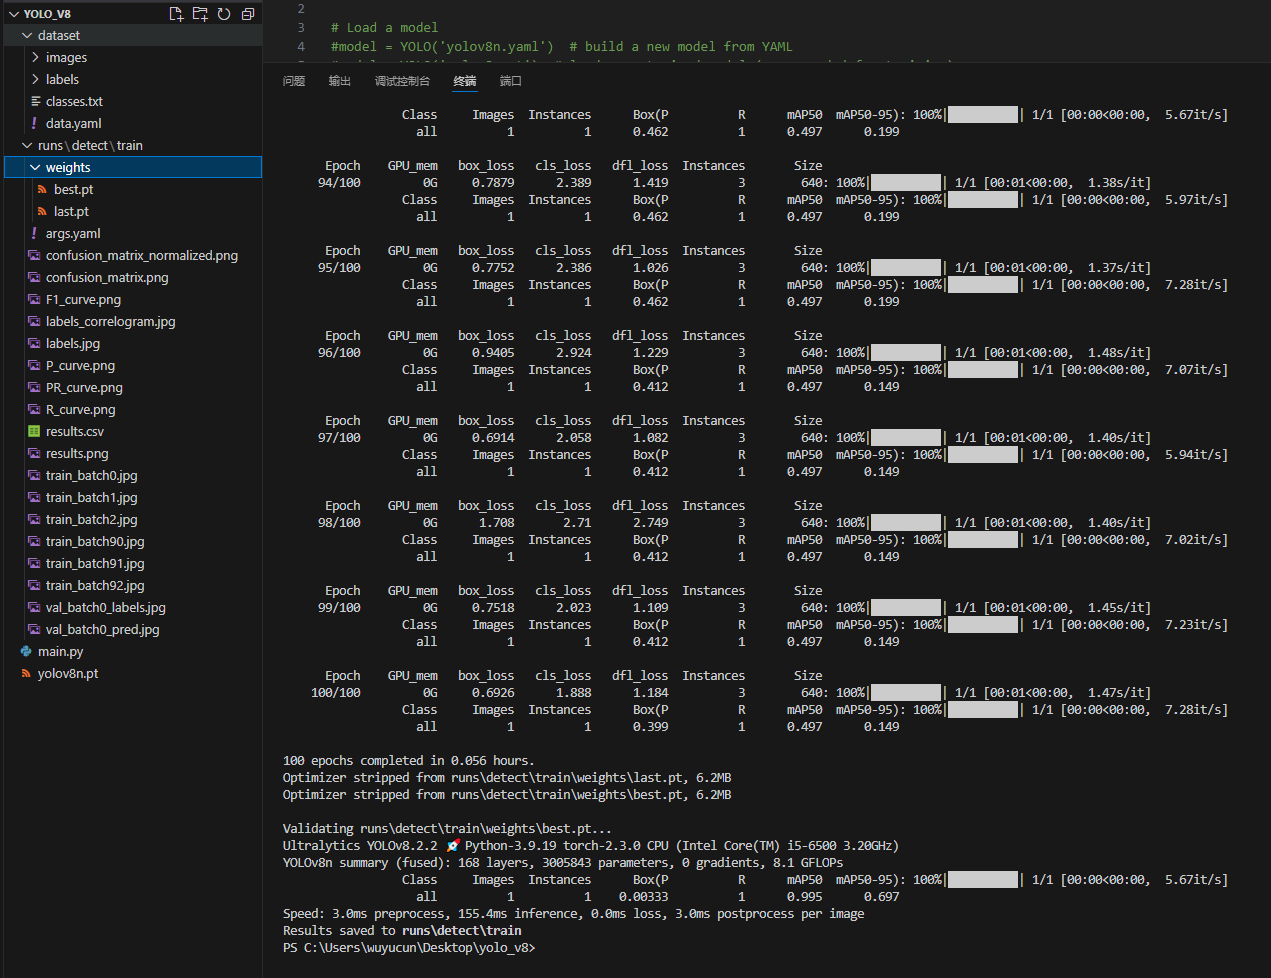 YOLO_V8
dataset
images
labels
classes.txt
data.yaml
runs\detect\train
weights
best.pt
last.pt
args.yaml
confusion_matrix_normalized.png
confusion_matrix.png
F1_curve.png
labels_correlogram.jpg
labels.jpg
P_curve.png
PR_curve.png
R_curve.png
results.csv
results.png
train_batch0.jpg
train_batch1.jpg
train_batch2.jpg
train_batch90.jpg
train_batch91.jpg
train_batch92.jpg
val_batch0_labels.jpg
val_batch0_pred.jpg
main.py
yolov8n.pt
2
3 # Load a model
4 #model = YOLO('yolov8n.yaml')  # build a new model from YAML
问题 输出 调试控制台 终端 端口
Class Images Instances Box(P R mAP50 mAP50-95): 100%| | 1/1 [00:00<00:00, 5.67it/s]
all 1 1 0.462 1 0.497 0.199
Epoch GPU_mem box_loss cls_loss dfl_loss Instances Size
94/100 0G 0.7879 2.389 1.419 3 640: 100%| | 1/1 [00:01<00:00, 1.38s/it]
Class Images Instances Box(P R mAP50 mAP50-95): 100%| | 1/1 [00:00<00:00, 5.97it/s]
all 1 1 0.462 1 0.497 0.199
Epoch GPU_mem box_loss cls_loss dfl_loss Instances Size
95/100 0G 0.7752 2.386 1.026 3 640: 100%| | 1/1 [00:01<00:00, 1.37s/it]
Class Images Instances Box(P R mAP50 mAP50-95): 100%| | 1/1 [00:00<00:00, 7.28it/s]
all 1 1 0.462 1 0.497 0.199
Epoch GPU_mem box_loss cls_loss dfl_loss Instances Size
96/100 0G 0.9405 2.924 1.229 3 640: 100%| | 1/1 [00:01<00:00, 1.48s/it]
Class Images Instances Box(P R mAP50 mAP50-95): 100%| | 1/1 [00:00<00:00, 7.07it/s]
all 1 1 0.412 1 0.497 0.149
Epoch GPU_mem box_loss cls_loss dfl_loss Instances Size
97/100 0G 0.6914 2.058 1.082 3 640: 100%| | 1/1 [00:01<00:00, 1.40s/it]
Class Images Instances Box(P R mAP50 mAP50-95): 100%| | 1/1 [00:00<00:00, 5.94it/s]
all 1 1 0.412 1 0.497 0.149
Epoch GPU_mem box_loss cls_loss dfl_loss Instances Size
98/100 0G 1.708 2.71 2.749 3 640: 100%| | 1/1 [00:01<00:00, 1.40s/it]
Class Images Instances Box(P R mAP50 mAP50-95): 100%| | 1/1 [00:00<00:00, 7.02it/s]
all 1 1 0.412 1 0.497 0.149
Epoch GPU_mem box_loss cls_loss dfl_loss Instances Size
99/100 0G 0.7518 2.023 1.109 3 640: 100%| | 1/1 [00:01<00:00, 1.45s/it]
Class Images Instances Box(P R mAP50 mAP50-95): 100%| | 1/1 [00:00<00:00, 7.23it/s]
all 1 1 0.412 1 0.497 0.149
Epoch GPU_mem box_loss cls_loss dfl_loss Instances Size
100/100 0G 0.6926 1.888 1.184 3 640: 100%| | 1/1 [00:01<00:00, 1.47s/it]
Class Images Instances Box(P R mAP50 mAP50-95): 100%| | 1/1 [00:00<00:00, 7.28it/s]
all 1 1 0.399 1 0.497 0.149
100 epochs completed in 0.056 hours.
Optimizer stripped from runs\detect\train\weights\last.pt, 6.2MB
Optimizer stripped from runs\detect\train\weights\best.pt, 6.2MB
Validating runs\detect\train\weights\best.pt...
Ultralytics YOLOv8.2.2 🚀 Python-3.9.19 torch-2.3.0 CPU (Intel Core(TM) i5-6500 3.20GHz)
YOLOv8n summary (fused): 168 layers, 3005843 parameters, 0 gradients, 8.1 GFLOPs
Class Images Instances Box(P R mAP50 mAP50-95): 100%| | 1/1 [00:00<00:00, 5.67it/s]
all 1 1 0.00333 1 0.995 0.697
Speed: 3.0ms preprocess, 155.4ms inference, 0.0ms loss, 3.0ms postprocess per image
Results saved to runs\detect\train
PS C:\Users\wuyucun\Desktop\yolo_v8>